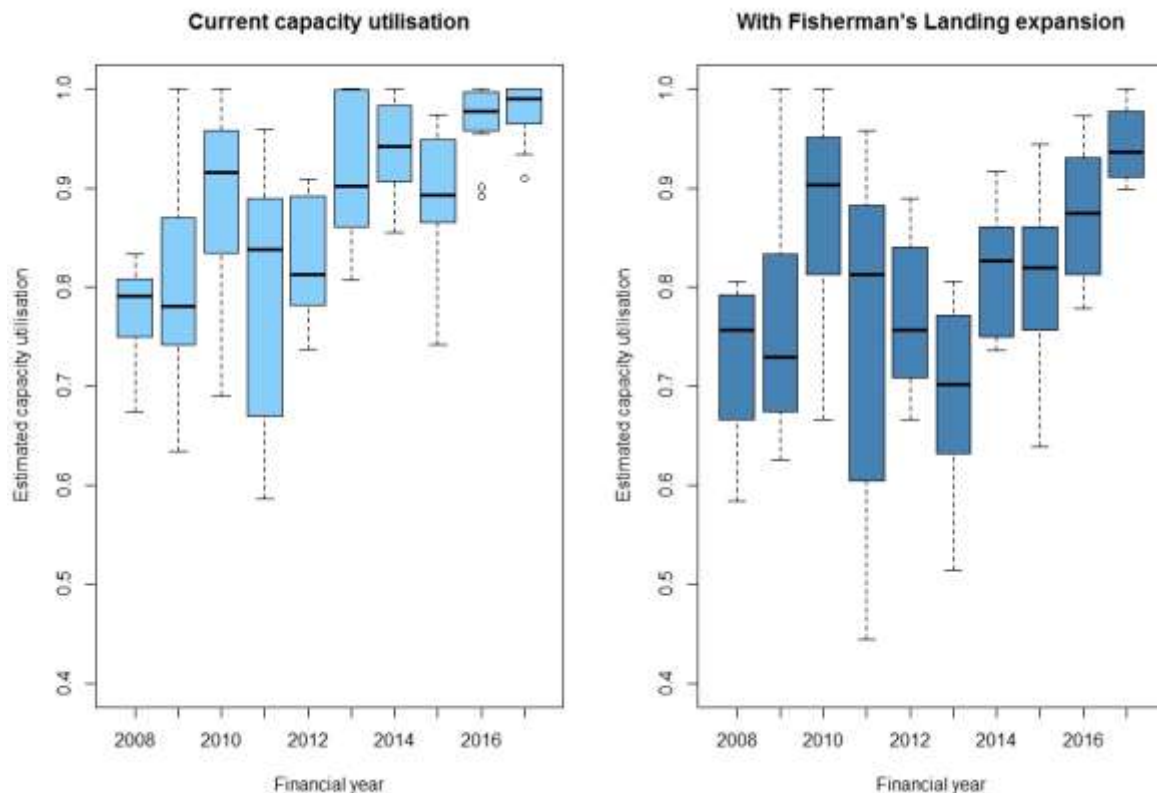 Current capacity utilisation
Estimated capacity utilisation
1.0
0.9
0.8
0.7
0.6
0.5
0.4
2008 2010 2012 2014 2016
Financial year
With Fisherman's Landing expansion
Estimated capacity utilisation
1.0
0.9
0.8
0.7
0.6
0.5
0.4
2008 2010 2012 2014 2016
Financial year